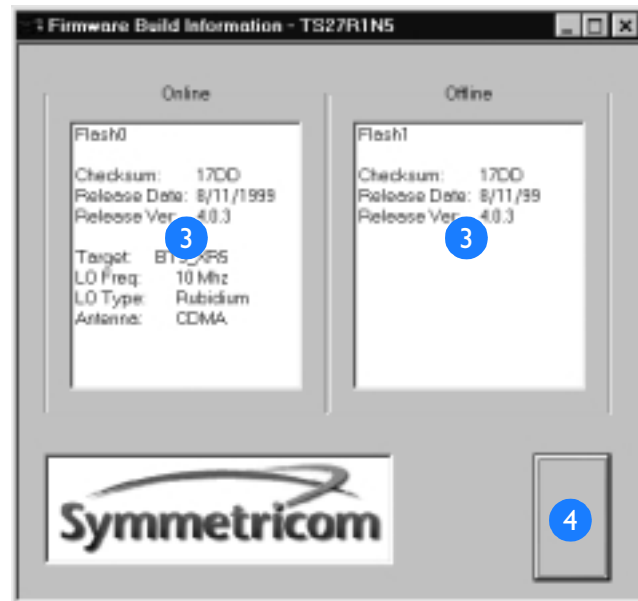 Firmware Build Information - TS27R1N5
Online
Flash0
Checksum: 17DD
Release Date: 8/11/1999
Release Ver: 4.0.3
3
Target:
LO Freq: 10 Mhz
LO Type: Rubidium
Antenna: CDMA
Offline
Flash1
Checksum: 17DD
Release Date: 8/11/99
Release Ver: 4.0.3
3
Symmetricom
4